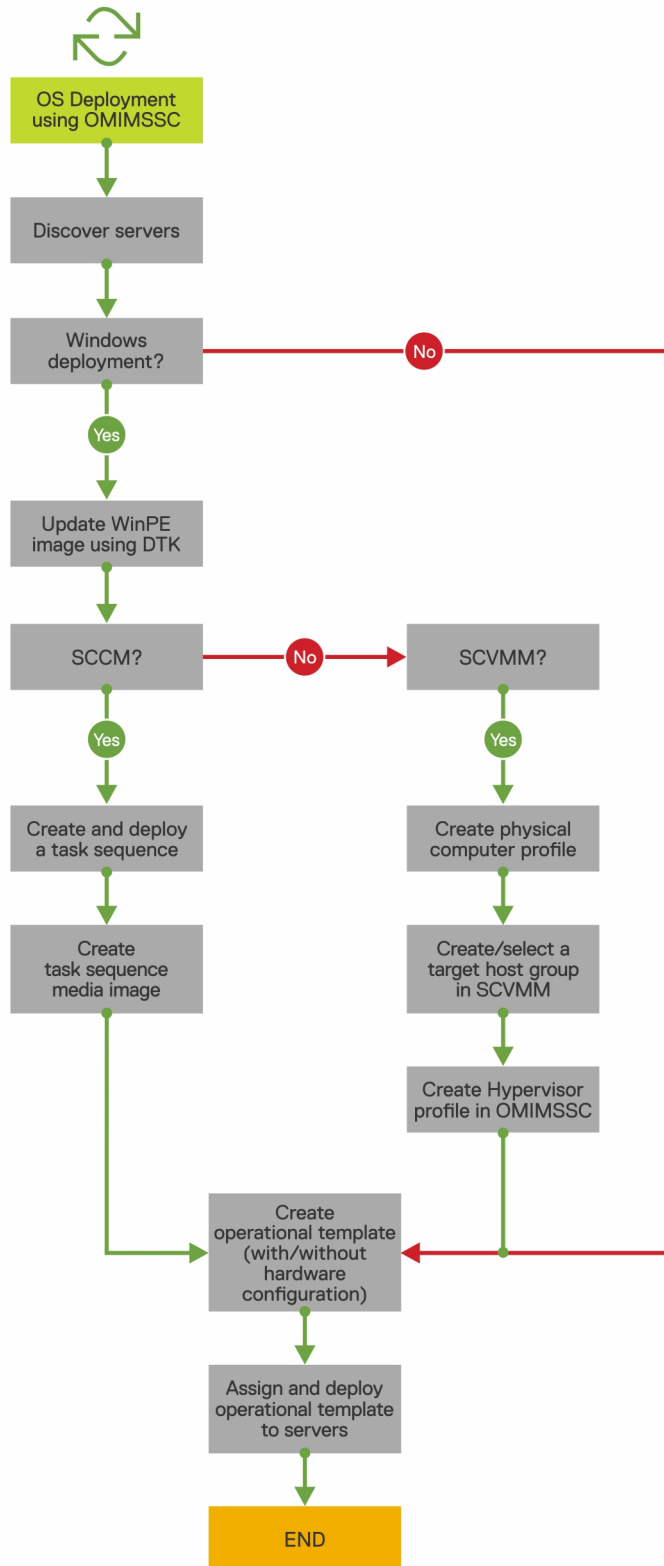 OS Deployment
using OMIMSSC
Discover servers
Windows
deployment?
No
Yes
Update WinPE
image using DTK
SCCM?
No
SCVMM?
Yes
Yes
Create and deploy
a task sequence
Create physical
computer profile
Create
task sequence
media image
Create/select a
target host group
in SCVMM
Create Hypervisor
profile in OMIMSSC
Create
operational template
(with/without
hardware
configuration)
Assign and deploy
operational template
to servers
END